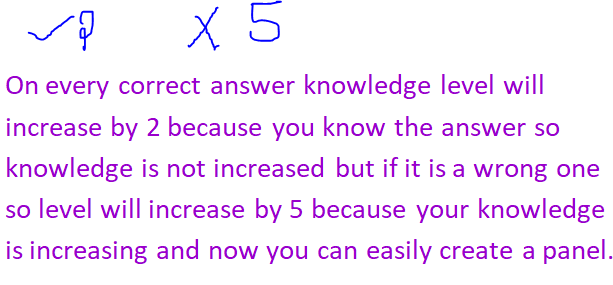 ✓2 X 5
On every correct answer knowledge level will
increase by 2 because you know the answer so
knowledge is not increased but if it is a wrong one
so level will increase by 5 because your knowledge
is increasing and now you can easily create a panel.